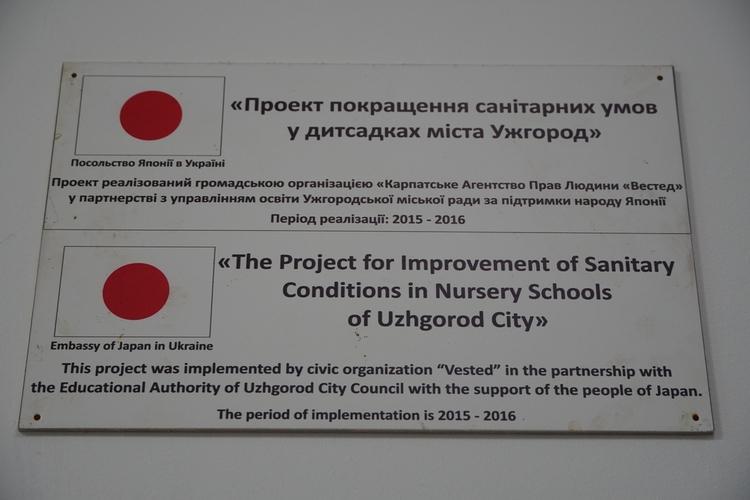 «Проект покращення санітарних умов
у дитсадках міста Ужгород»
Посольство Японії в Україні
Проект реалізований громадською організацією «Карпатське Агентство Прав Людини «Вестед»
у партнерстві з управлінням освіти Ужгородської міської ради за підтримки народу Японії
Період реалізації: 2015 - 2016
«The Project for Improvement of Sanitary
Conditions in Nursery Schools
of Uzhgorod City»
Embassy of Japan in Ukraine
This project was implemented by civic organization “Vested” in the partnership with
the Educational Authority of Uzhgorod City Council with the support of the people of Japan.
The period of implementation is 2015 - 2016